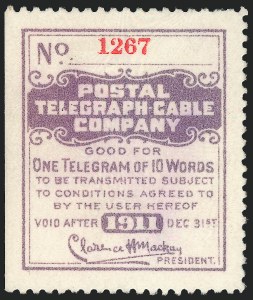 No. 1267
POSTAL
TELEGRAPH-CABLE
COMPANY
GOOD FOR
ONE TELEGRAM OF 10 WORDS
TO BE TRANSMITTED SUBJECT
TO CONDITIONS AGREED TO
BY THE USER HEREOF
VOID AFTER 1911 DEC 31ST
Clarence H Mackay
PRESIDENT.